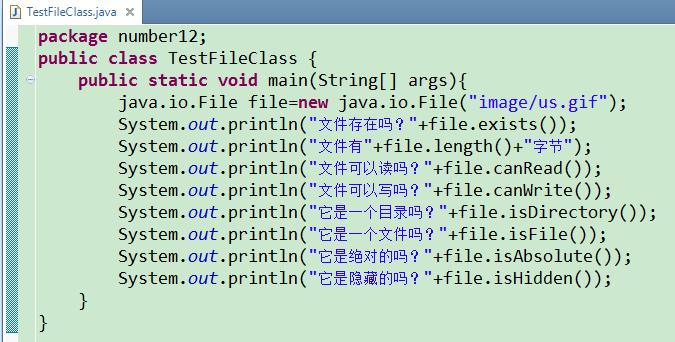 TestFileClass.java
package number12;
public class TestFileClass {
public static void main(String[] args){
java.io.File file=new java.io.File("image/us.gif");
System.out.println("文件存在吗？"+file.exists());
System.out.println("文件有"+file.length()+"字节");
System.out.println("文件可以读吗？"+file.canRead());
System.out.println("文件可以写吗？"+file.canWrite());
System.out.println("它是一个目录吗？"+file.isDirectory());
System.out.println("它是一个文件吗？"+file.isFile());
System.out.println("它是绝对的吗？"+file.isAbsolute());
System.out.println("它是隐藏的吗？"+file.isHidden());
}
}